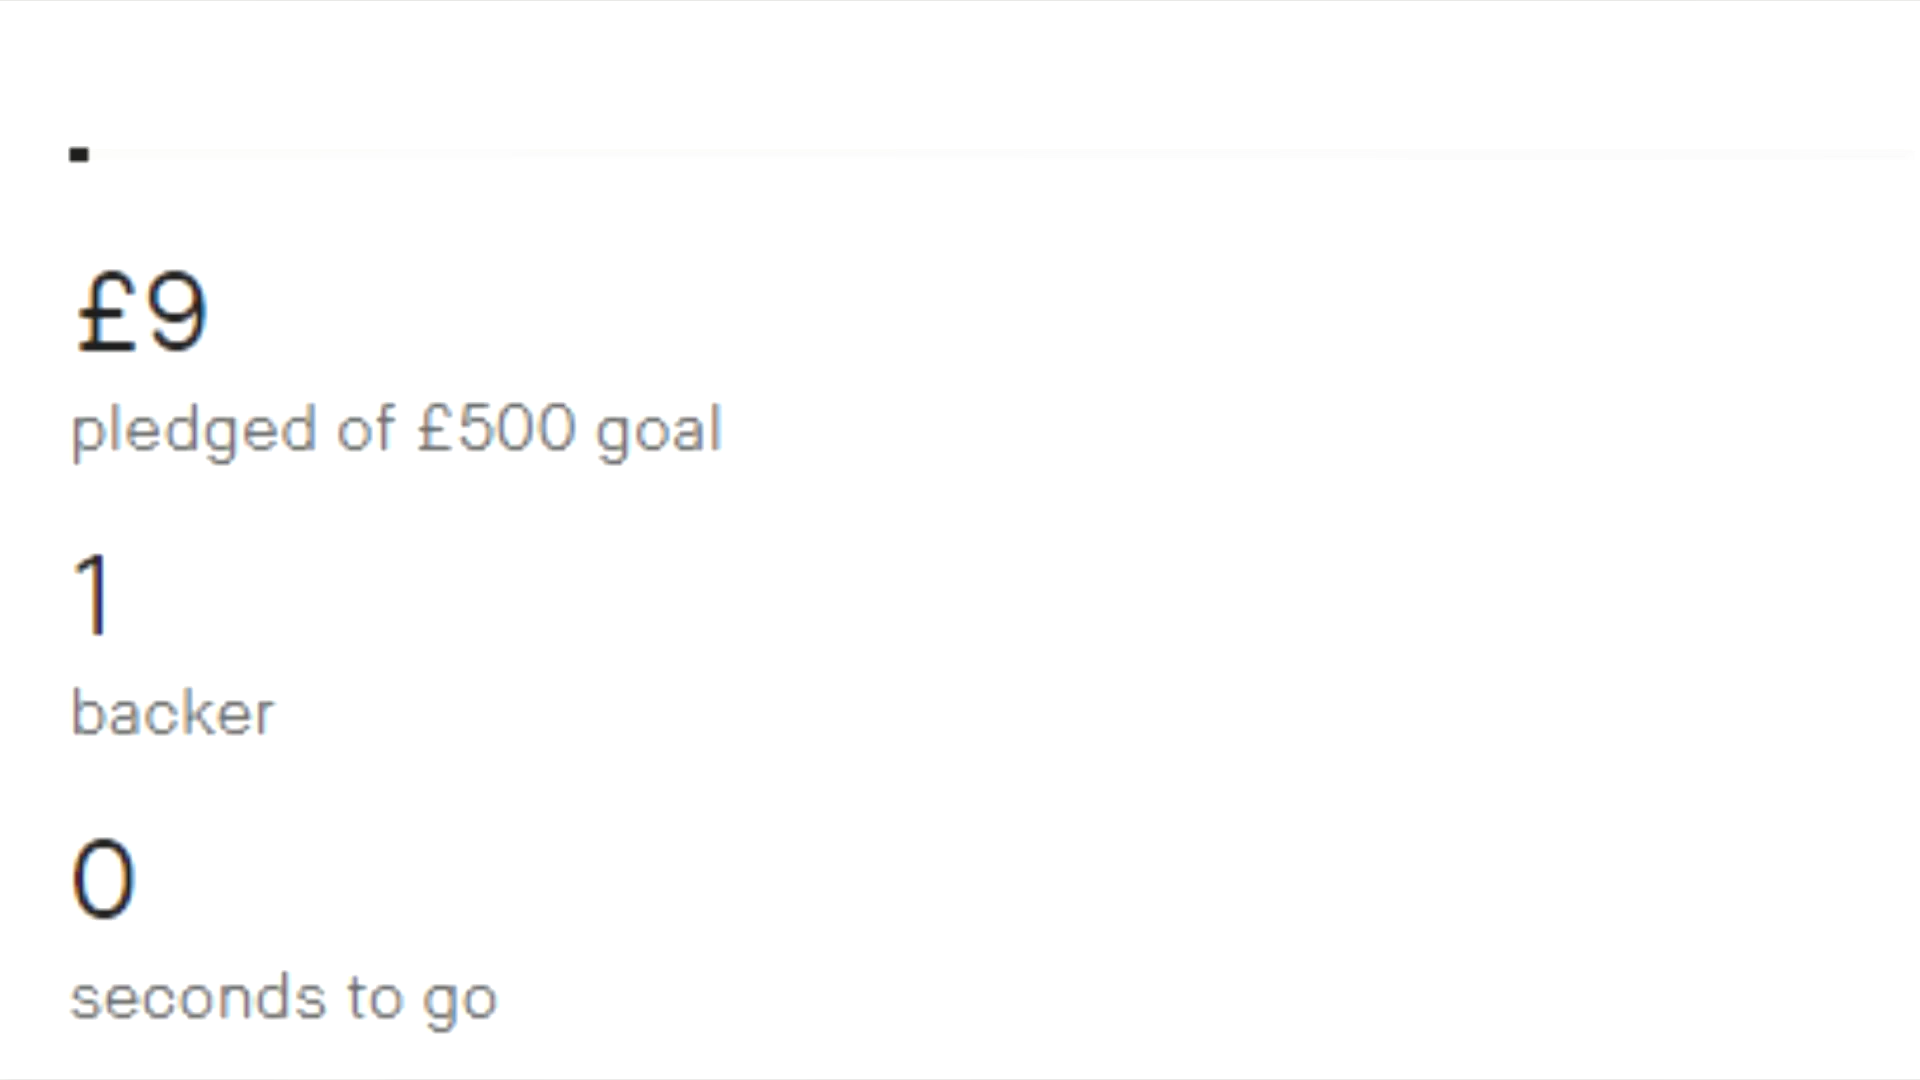 £9
pledged of £500 goal
1
backer
0
seconds to go